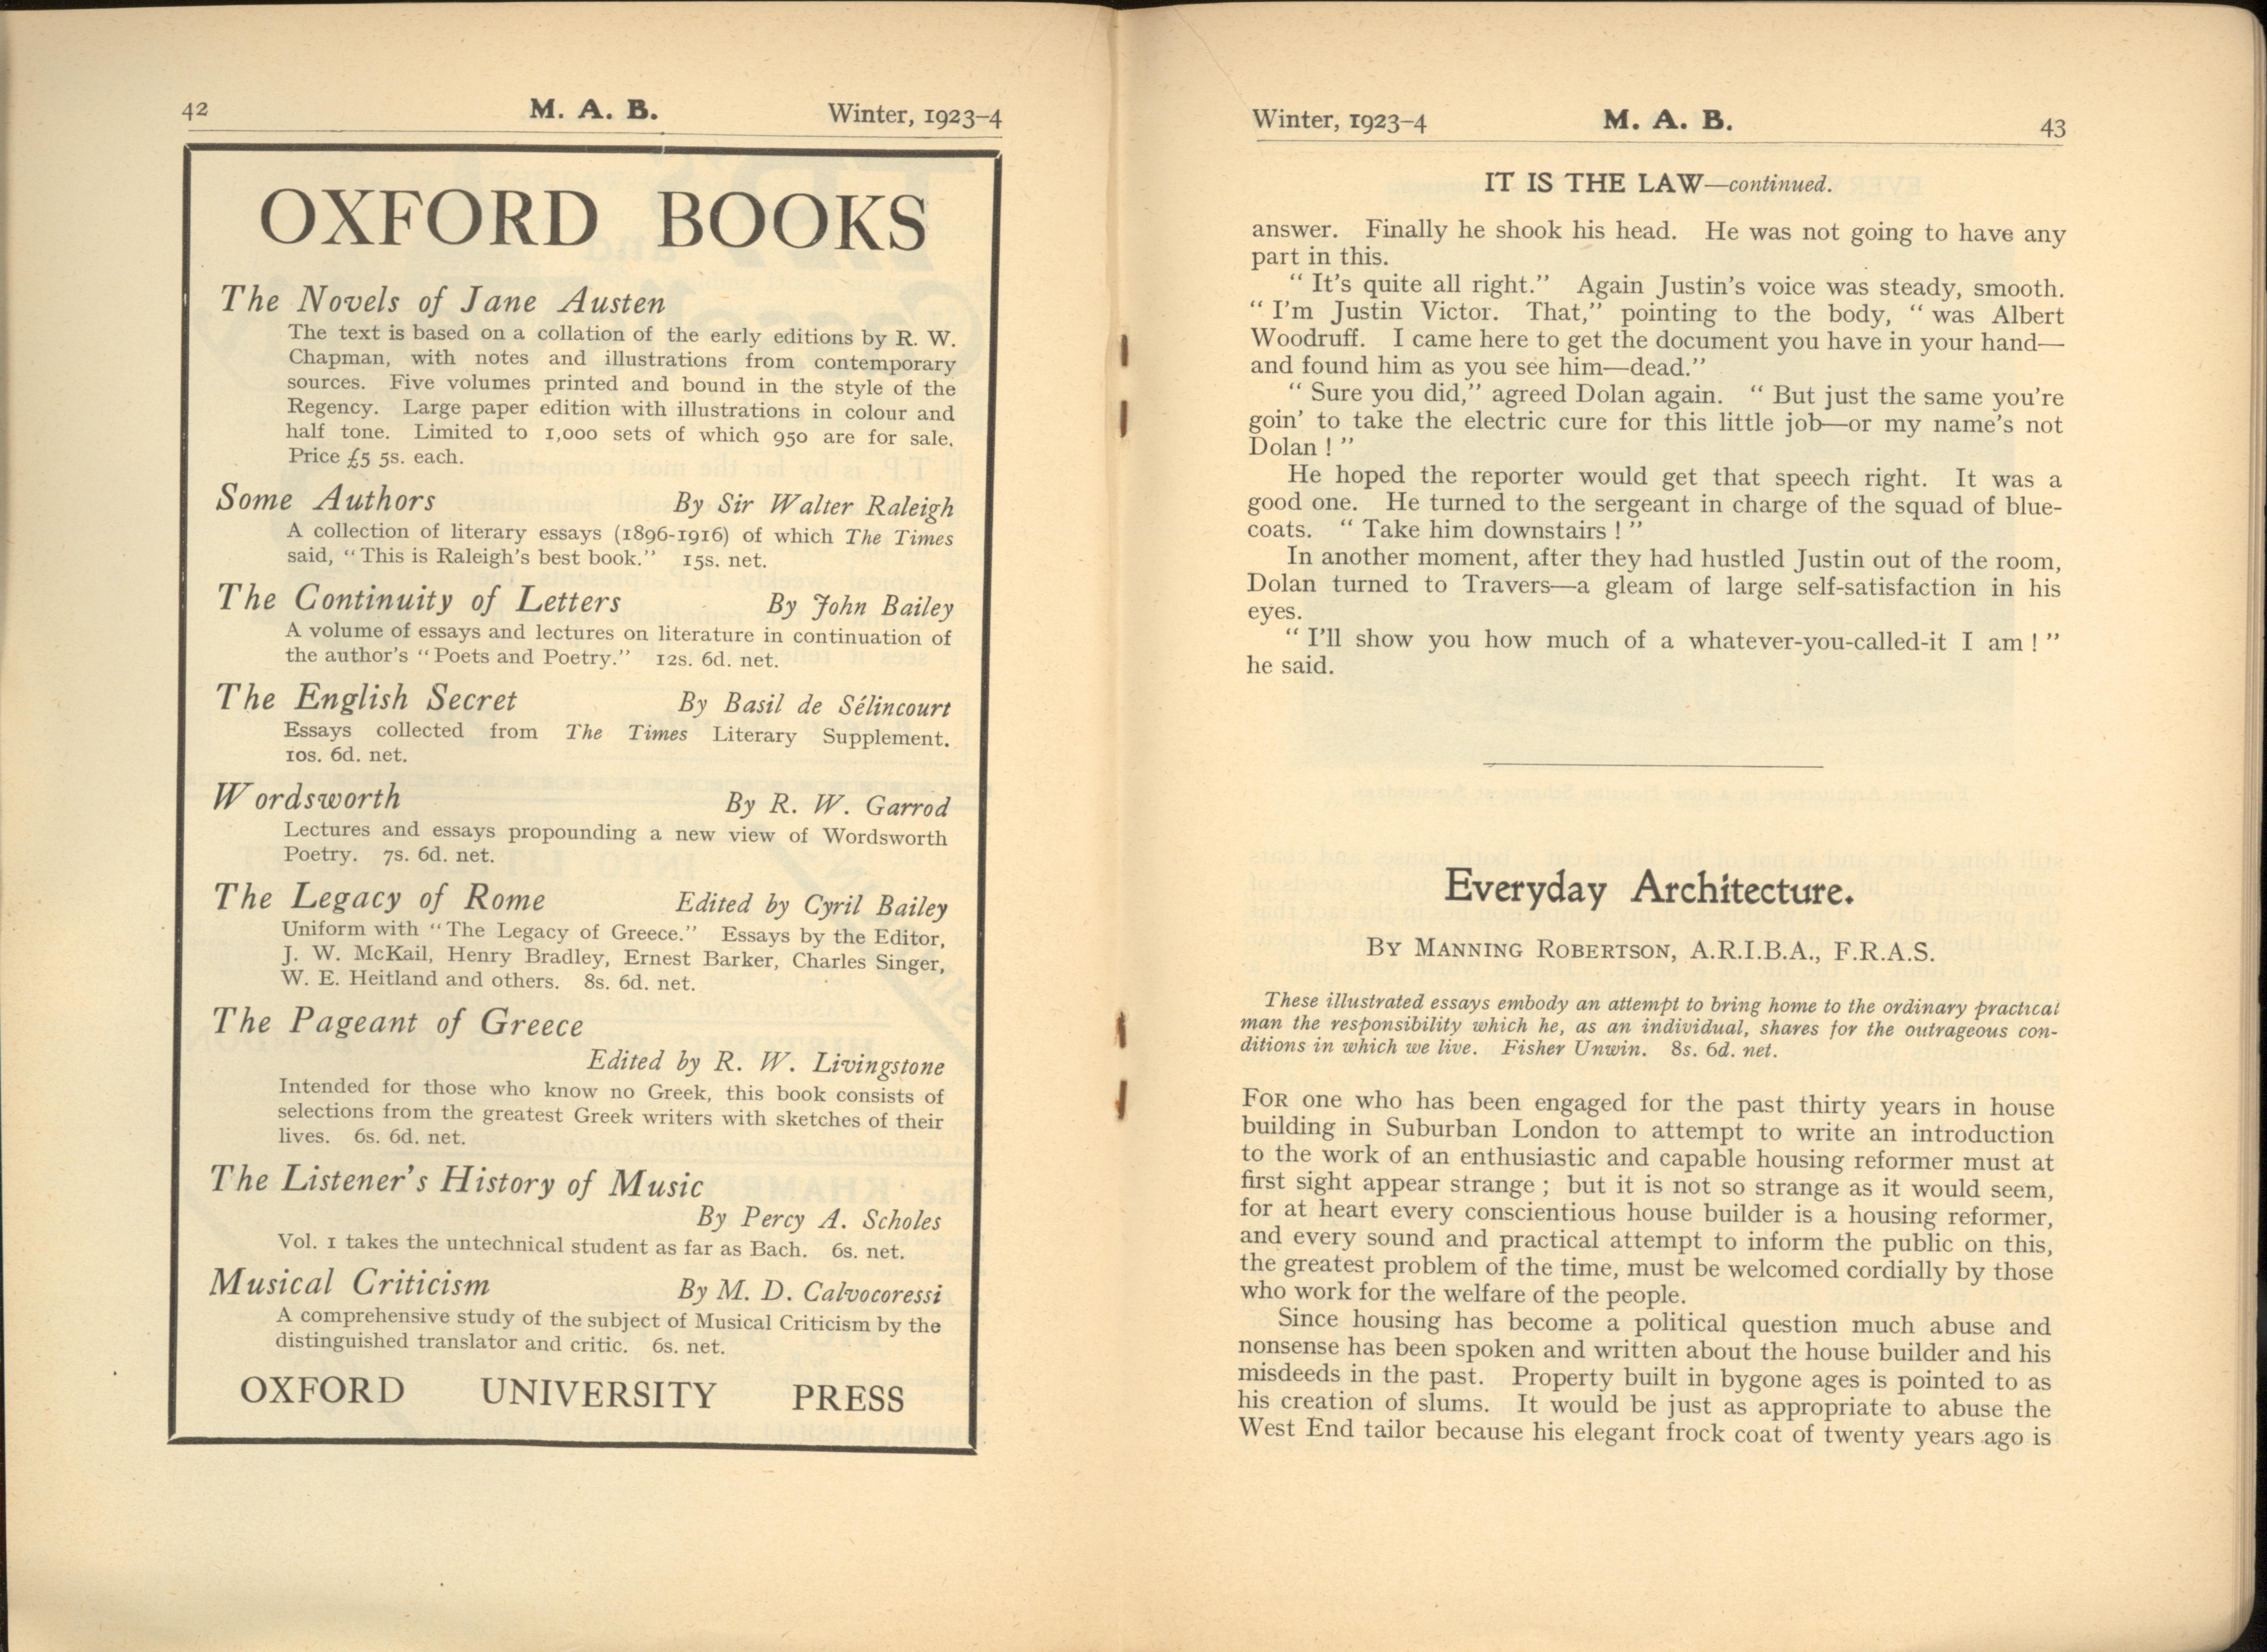 42 M. A. B. Winter, 1923–4
OXFORD BOOKS
The Novels of Jane Austen
The text is based on a collation of the early editions by R. W.
Chapman, with notes and illustrations from contemporary
sources. Five volumes printed and bound in the style of the
Regency. Large paper edition with illustrations in colour and
half tone. Limited to 1,000 sets of which 950 are for sale.
Price £5 5s. each.
Some Authors By Sir Walter Raleigh
A collection of literary essays (1896-1916) of which The Times
said, “This is Raleigh's best book.” 15s. net.
The Continuity of Letters By John Bailey
A volume of essays and lectures on literature in continuation of
the author's “Poets and Poetry.” 12s. 6d. net.
The English Secret By Basil de Sélincourt
Essays collected from The Times Literary Supplement.
10s. 6d. net.
Wordsworth By R. W. Garrod
Lectures and essays propounding a new view of Wordsworth
Poetry. 7s. 6d. net.
The Legacy of Rome Edited by Cyril Bailey
Uniform with “The Legacy of Greece.” Essays by the Editor,
J. W. McKail, Henry Bradley, Ernest Barker, Charles Singer,
W. E. Heitland and others. 8s. 6d. net.
The Pageant of Greece
Edited by R. W. Livingstone
Intended for those who know no Greek, this book consists of
selections from the greatest Greek writers with sketches of their
lives. 6s. 6d. net.
The Listener's History of Music
By Percy A. Scholes
Vol. 1 takes the untechnical student as far as Bach. 6s. net.
Musical Criticism By M. D. Calvocoressi
A comprehensive study of the subject of Musical Criticism by the
distinguished translator and critic. 6s. net.
OXFORD UNIVERSITY PRESS
Winter, 1923–4 M. A. B. 43
IT IS THE LAW—continued.
answer. Finally he shook his head. He was not going to have any
part in this.
“ It's quite all right.” Again Justin's voice was steady, smooth.
“ I'm Justin Victor. That,” pointing to the body, “ was Albert
Woodruff. I came here to get the document you have in your hand—
and found him as you see him—dead.”
“ Sure you did,” agreed Dolan again. “ But just the same you're
goin' to take the electric cure for this little job—or my name's not
Dolan ! ”
He hoped the reporter would get that speech right. It was a
good one. He turned to the sergeant in charge of the squad of blue-
coats. “ Take him downstairs ! ”
In another moment, after they had hustled Justin out of the room,
Dolan turned to Travers—a gleam of large self-satisfaction in his
eyes.
“ I'll show you how much of a whatever-you-called-it I am ! ”
he said.
Everyday Architecture.
BY MANNING ROBERTSON, A.R.I.B.A., F.R.A.S.
These illustrated essays embody an attempt to bring home to the ordinary practical
man the responsibility which he, as an individual, shares for the outrageous con-
ditions in which we live. Fisher Unwin. 8s. 6d. net.
FOR one who has been engaged for the past thirty years in house
building in Suburban London to attempt to write an introduction
to the work of an enthusiastic and capable housing reformer must at
first sight appear strange ; but it is not so strange as it would seem,
for at heart every conscientious house builder is a housing reformer,
and every sound and practical attempt to inform the public on this,
the greatest problem of the time, must be welcomed cordially by those
who work for the welfare of the people.
Since housing has become a political question much abuse and
nonsense has been spoken and written about the house builder and his
misdeeds in the past. Property built in bygone ages is pointed to as
his creation of slums. It would be just as appropriate to abuse the
West End tailor because his elegant frock coat of twenty years ago is